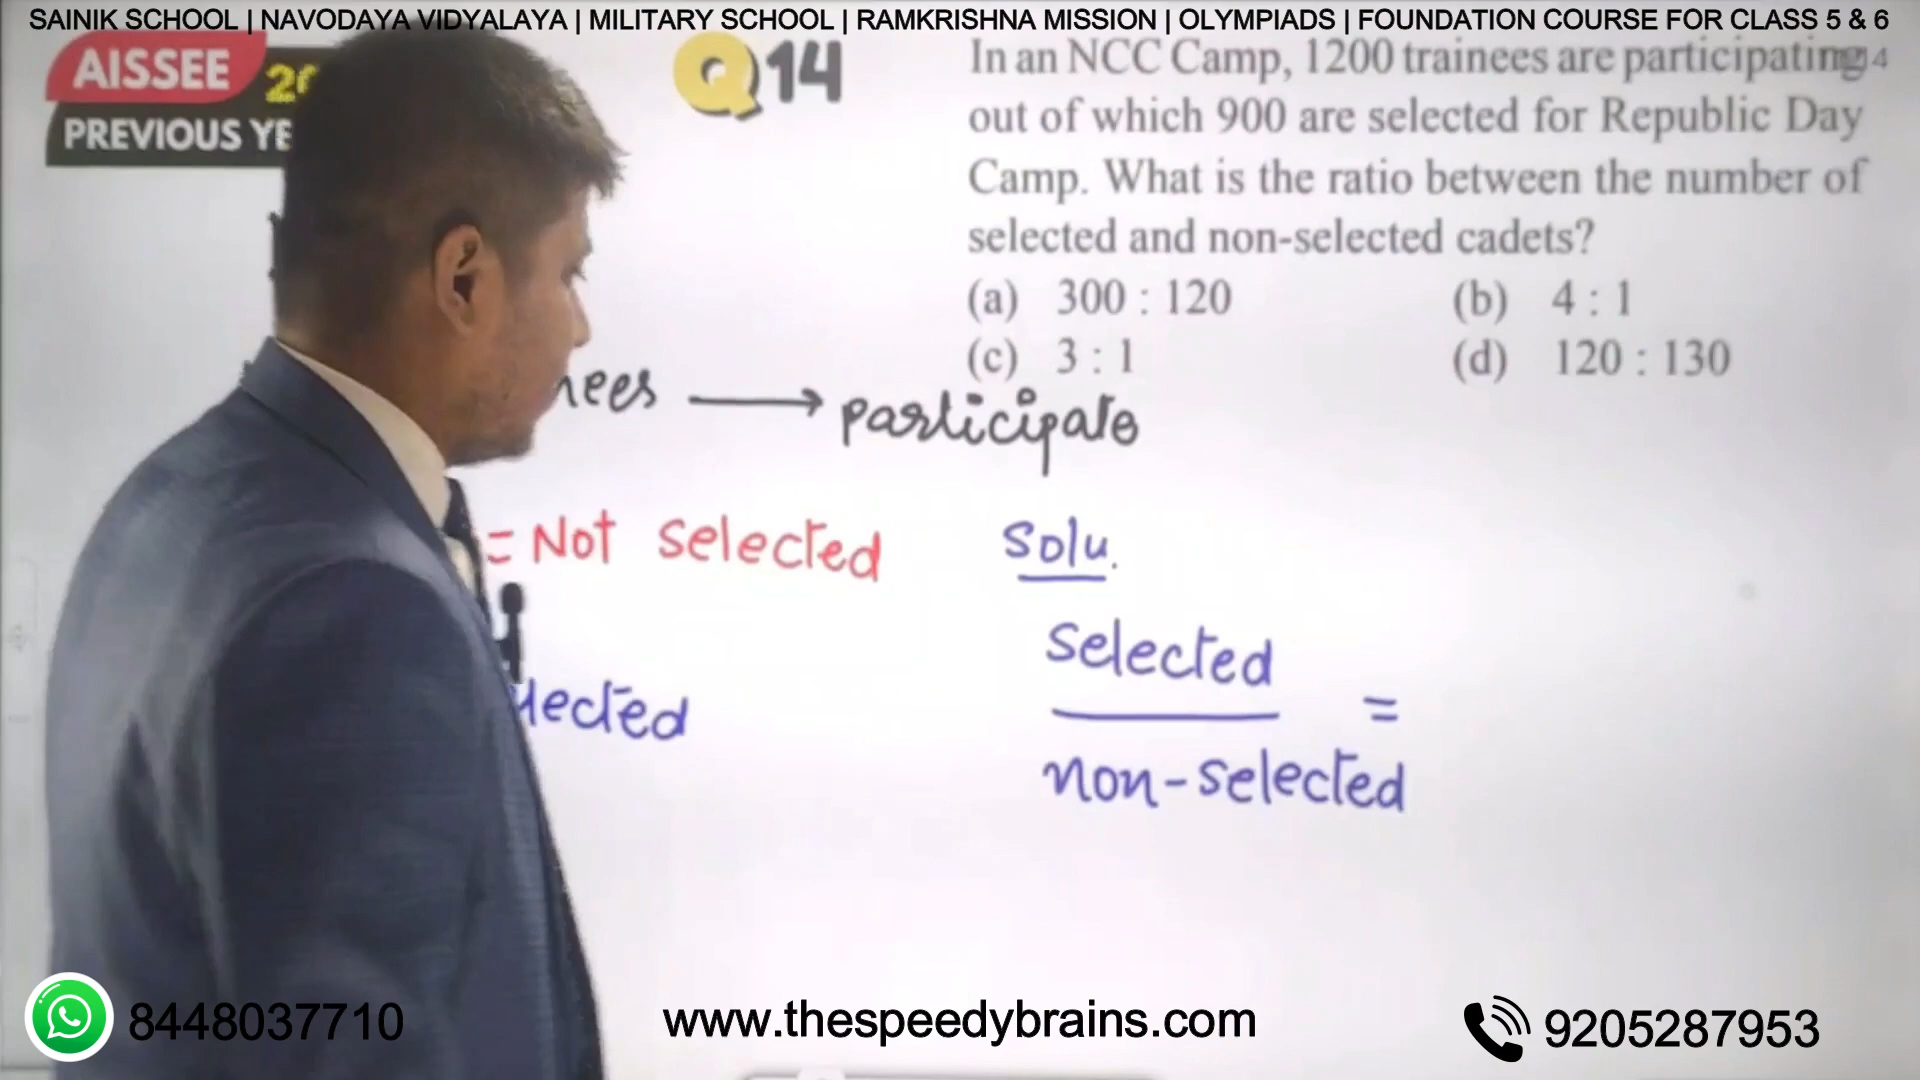 SAINIK SCHOOL | NAVODAYA VIDYALAYA | MILITARY SCHOOL | RAMKRISHNA MISSION | OLYMPIADS | FOUNDATION COURSE FOR CLASS 5 & 6
AISSEE
PREVIOUS
Q14
In an NCC Camp, 1200 trainees are participating
out of which 900 are selected for Republic Day
Camp. What is the ratio between the number of
selected and non-selected cadets?
(a) 300 : 120 (b) 4 : 1
(c) 3 : 1 (d) 120 : 130
→ participate
= Not selected
Solu.
selected
=
non-selected
8448037710 www.thespeedybrains.com 9205287953